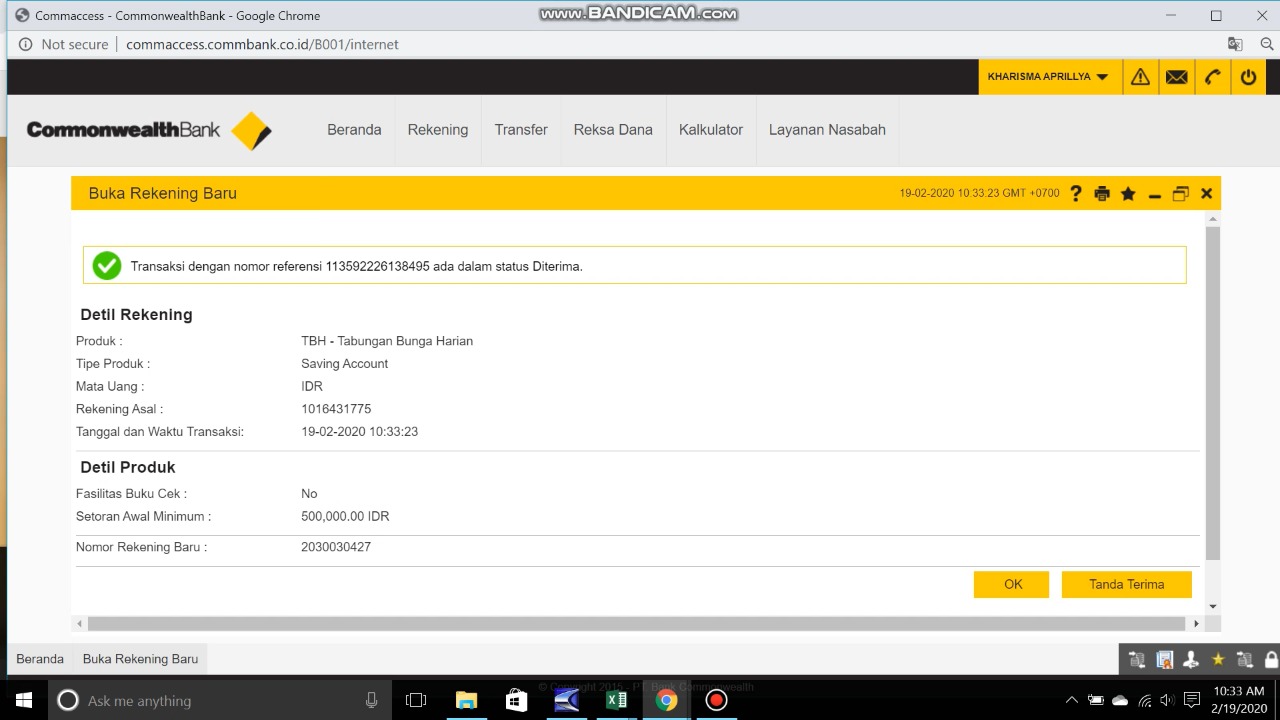 Commaccess - CommonwealthBank - Google Chrome
www.BANDICAM.com
Not secure | commaccess.commbank.co.id/B001/internet
KHARISMA APRILLYA
CommonwealthBank
Beranda Rekening Transfer Reksa Dana Kalkulator Layanan Nasabah
Buka Rekening Baru
19-02-2020 10:33:23 GMT +0700
Transaksi dengan nomor referensi 113592226138495 ada dalam status Diterima.
Detil Rekening
Produk : TBH - Tabungan Bunga Harian
Tipe Produk : Saving Account
Mata Uang : IDR
Rekening Asal : 1016431775
Tanggal dan Waktu Transaksi: 19-02-2020 10:33:23
Detil Produk
Fasilitas Buku Cek : No
Setoran Awal Minimum : 500,000.00 IDR
Nomor Rekening Baru : 2030030427
OK Tanda Terima
Beranda Buka Rekening Baru
© Copyright 2015 - PT. Bank Commonwealth
Ask me anything
10:33 AM
2/19/2020